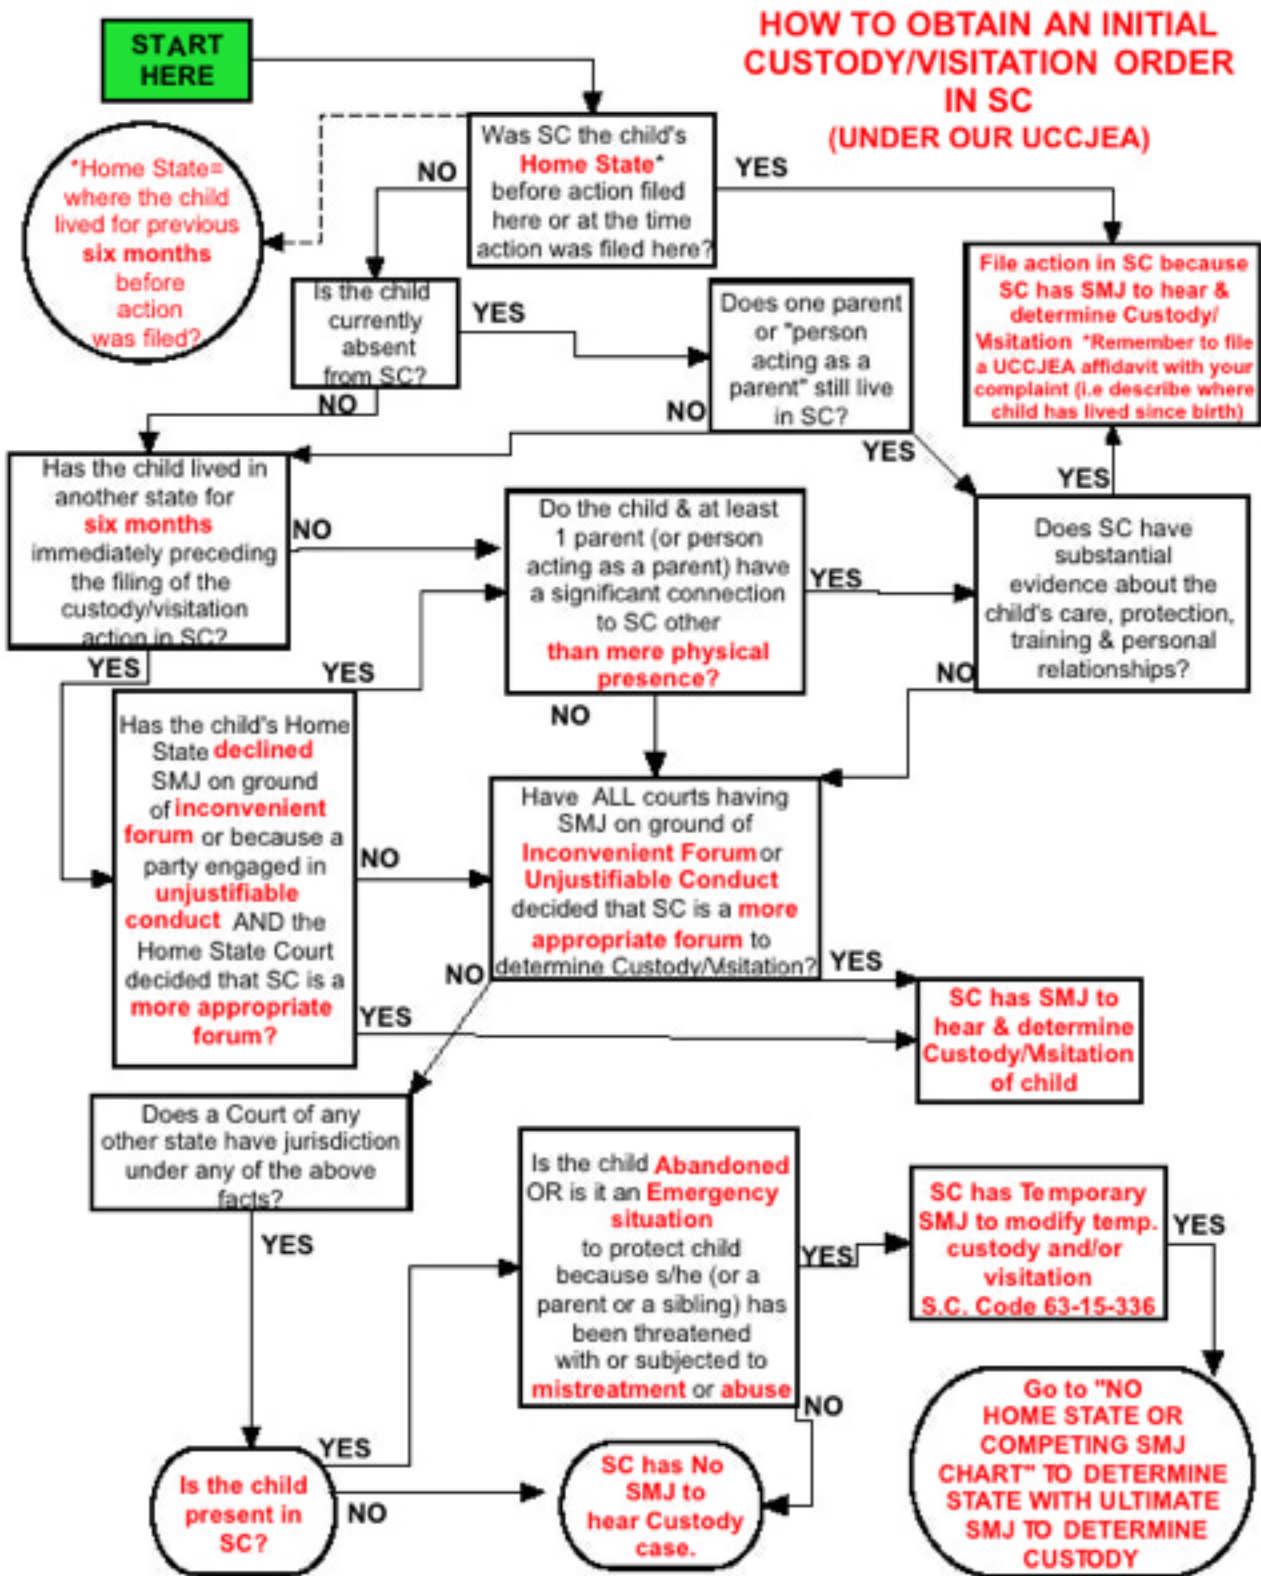 HOW TO OBTAIN AN INITIAL
CUSTODY/VISITATION ORDER
IN SC
(UNDER OUR UCCJEA)
START
HERE
*Home State=
where the child
lived for previous
six months
before
action
was filed?
Was SC the child's
Home State*
before action filed
here or at the time
action was filed here?
NO
YES
Is the child
currently
absent
from SC?
YES
NO
Does one parent
or "person
acting as a
parent" still live
in SC?
NO
YES
File action in SC because
SC has SMJ to hear &
determine Custody/
Visitation *Remember to file
a UCCJEA affidavit with your
complaint (i.e describe where
child has lived since birth)
YES
Has the child lived in
another state for
six months
immediately preceding
the filing of the
custody/visitation
action in SC?
NO
YES
Do the child & at least
1 parent (or person
acting as a parent) have
a significant connection
to SC other
than mere physical
presence?
YES
NO
Does SC have
substantial
evidence about the
child's care, protection,
training & personal
relationships?
NO
Has the child's Home
State declined
SMJ on ground
of inconvenient
forum or because a
party engaged in
unjustifiable
conduct AND the
Home State Court
decided that SC is a
more appropriate
forum?
YES
NO
YES
Have ALL courts having
SMJ on ground of
Inconvenient Forum or
Unjustifiable Conduct
decided that SC is a more
appropriate forum to
determine Custody/Visitation?
NO
YES
SC has SMJ to
hear & determine
Custody/Visitation
of child
Does a Court of any
other state have jurisdiction
under any of the above
facts?
YES
Is the child Abandoned
OR is it an Emergency
situation
to protect child
because s/he (or a
parent or a sibling) has
been threatened
with or subjected to
mistreatment or abuse
YES
NO
SC has Temporary
SMJ to modify temp.
custody and/or
visitation
S.C. Code 63-15-336
YES
Is the child
present in
SC?
YES
NO
SC has No
SMJ to
hear Custody
case.
Go to "NO
HOME STATE OR
COMPETING SMJ
CHART" TO DETERMINE
STATE WITH ULTIMATE
SMJ TO DETERMINE
CUSTODY